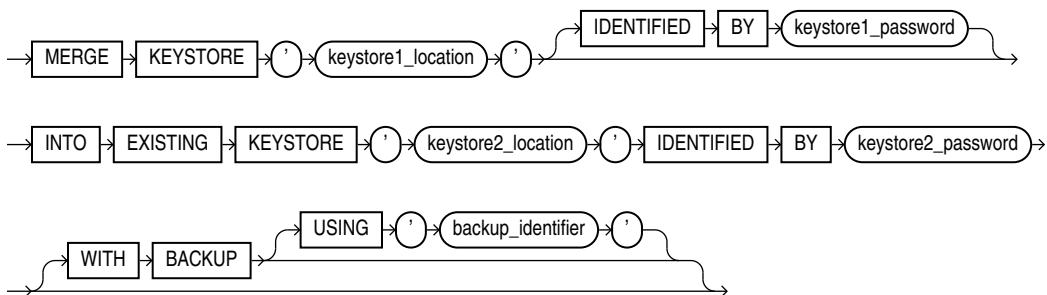 IDENTIFIED BY keystore1_password
MERGE KEYSTORE ' keystore1_location '
INTO EXISTING KEYSTORE ' keystore2_location ' IDENTIFIED BY keystore2_password
USING ' backup_identifier '
WITH BACKUP